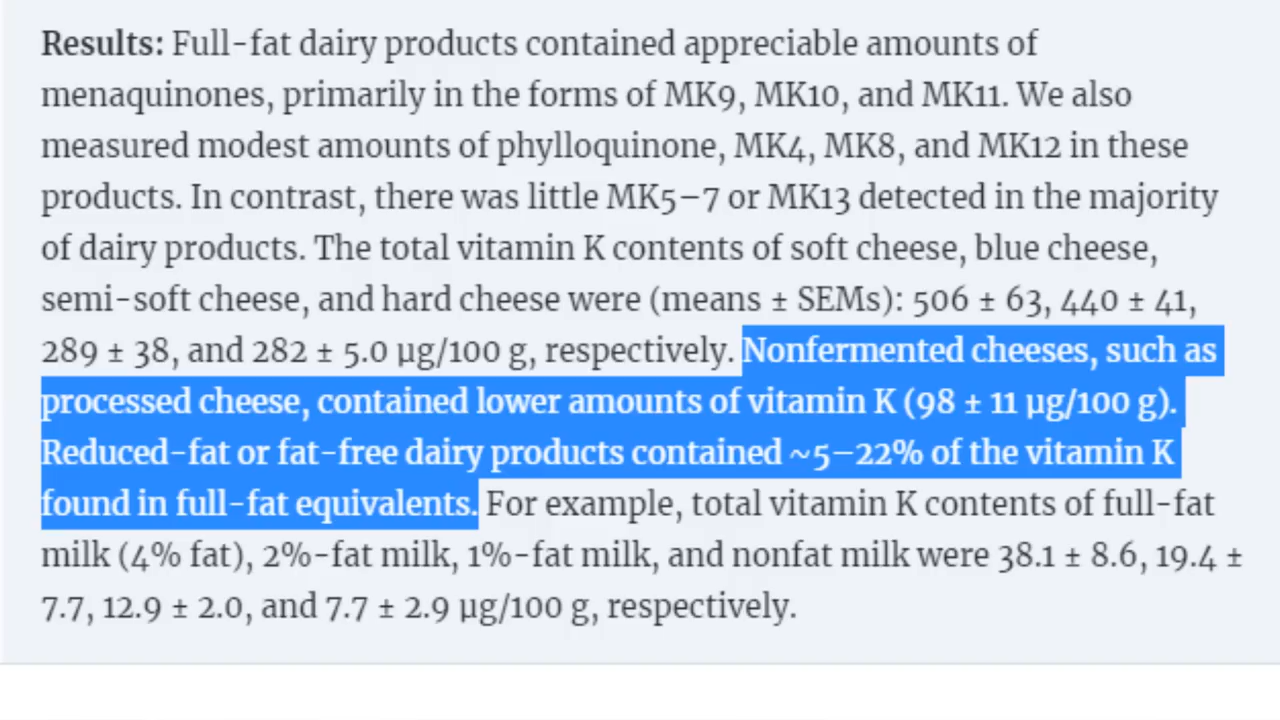 Results: Full-fat dairy products contained appreciable amounts of
menaquinones, primarily in the forms of MK9, MK10, and MK11. We also
measured modest amounts of phylloquinone, MK4, MK8, and MK12 in these
products. In contrast, there was little MK5–7 or MK13 detected in the majority
of dairy products. The total vitamin K contents of soft cheese, blue cheese,
semi-soft cheese, and hard cheese were (means ± SEMs): 506 ± 63, 440 ± 41,
289 ± 38, and 282 ± 5.0 µg/100 g, respectively. Nonfermented cheeses, such as
processed cheese, contained lower amounts of vitamin K (98 ± 11 µg/100 g).
Reduced-fat or fat-free dairy products contained ~5–22% of the vitamin K
found in full-fat equivalents. For example, total vitamin K contents of full-fat
milk (4% fat), 2%-fat milk, 1%-fat milk, and nonfat milk were 38.1 ± 8.6, 19.4 ±
7.7, 12.9 ± 2.0, and 7.7 ± 2.9 µg/100 g, respectively.